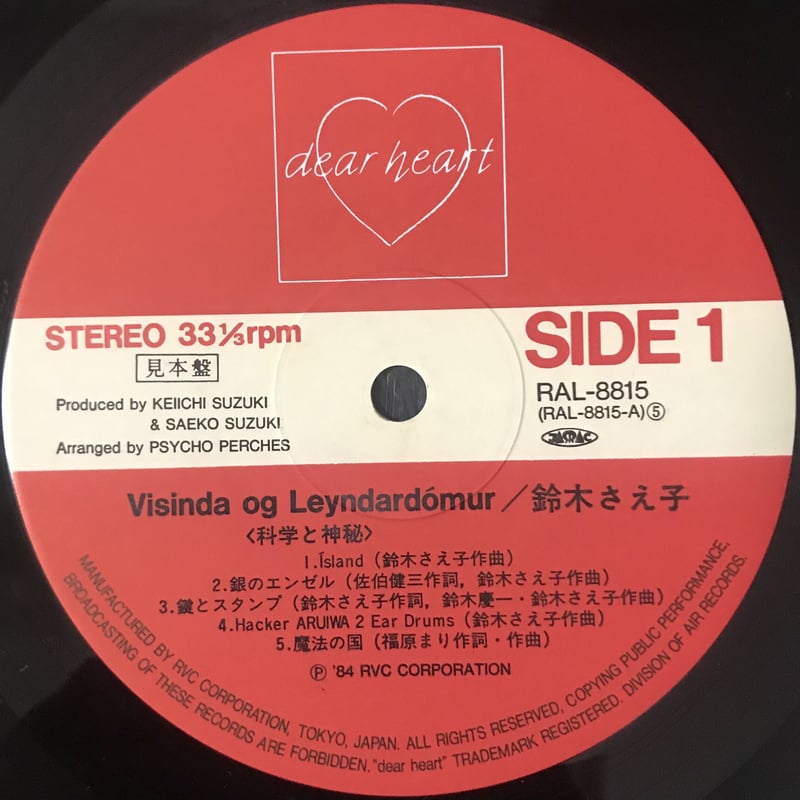 dear heart
STEREO 33 1/3 rpm
見本盤
Produced by KEIICHI SUZUKI
& SAEKO SUZUKI
Arranged by PSYCHO PERCHES
SIDE 1
RAL-8815
(RAL-8815-A)⑤
JASRAC
Visinda og Leyndardómur／鈴木さえ子
〈科学と神秘〉
1.Ísland（鈴木さえ子作曲）
2.銀のエンゼル（佐伯健三作詞，鈴木さえ子作曲）
3.鍵とスタンプ（鈴木さえ子作詞，鈴木慶一・鈴木さえ子作曲）
4.Hacker ARUIWA 2 Ear Drums（鈴木さえ子作曲）
5.魔法の国（福原まり作詞・作曲）
Ⓟ '84 RVC CORPORATION
MANUFACTURED BY RVC CORPORATION, TOKYO, JAPAN. ALL RIGHTS RESERVED, COPYING PUBLIC PERFORMANCE,
BROADCASTING OF THESE RECORDS ARE FORBIDDEN. "dear heart" TRADEMARK REGISTERED. DIVISION OF AIR RECORDS.